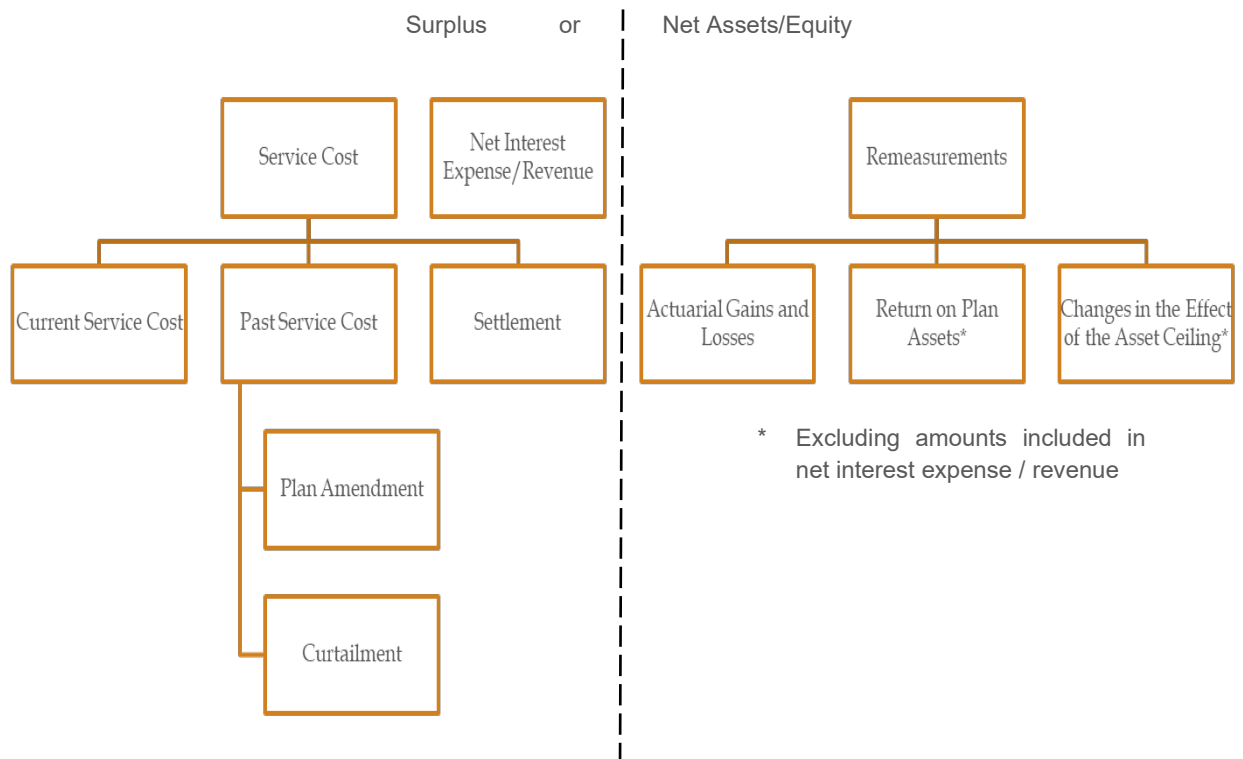 Surplus or
Net Assets/Equity
Service Cost
Net Interest
Expense/Revenue
Remeasurements
Current Service Cost
Past Service Cost
Settlement
Actuarial Gains and
Losses
Return on Plan
Assets*
Changes in the Effect
of the Asset Ceiling*
* Excluding amounts included in
net interest expense / revenue
Plan Amendment
Curtailment